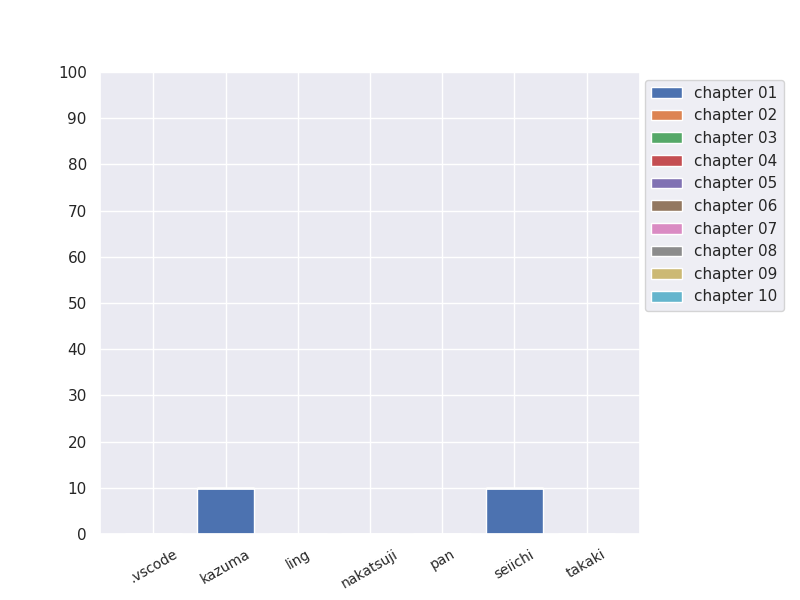 100
90
80
70
60
50
40
30
20
10
0
.vscode
kazuma
ling
nakatsuji
pan
seiichi
takaki
chapter 01
chapter 02
chapter 03
chapter 04
chapter 05
chapter 06
chapter 07
chapter 08
chapter 09
chapter 10